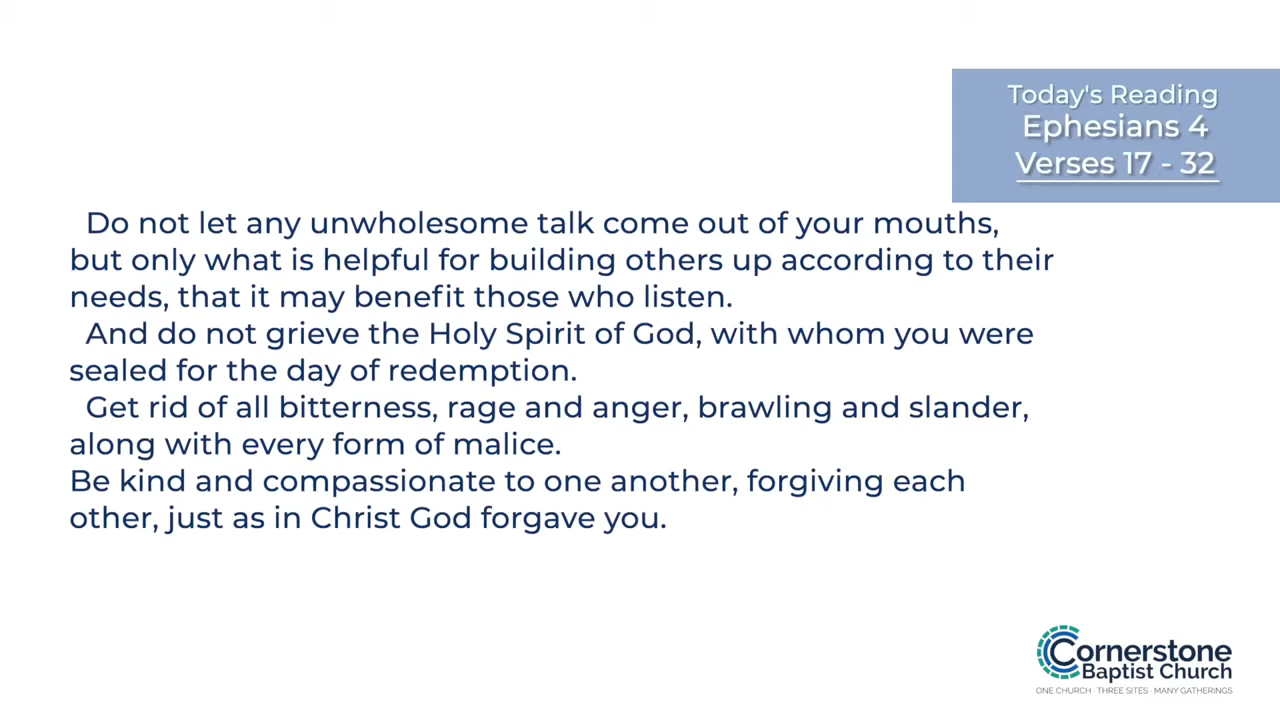 Today's Reading
Ephesians 4
Verses 17 - 32
Do not let any unwholesome talk come out of your mouths,
but only what is helpful for building others up according to their
needs, that it may benefit those who listen.
And do not grieve the Holy Spirit of God, with whom you were
sealed for the day of redemption.
Get rid of all bitterness, rage and anger, brawling and slander,
along with every form of malice.
Be kind and compassionate to one another, forgiving each
other, just as in Christ God forgave you.
Cornerstone
Baptist Church
ONE CHURCH · THREE SITES · MANY GATHERINGS